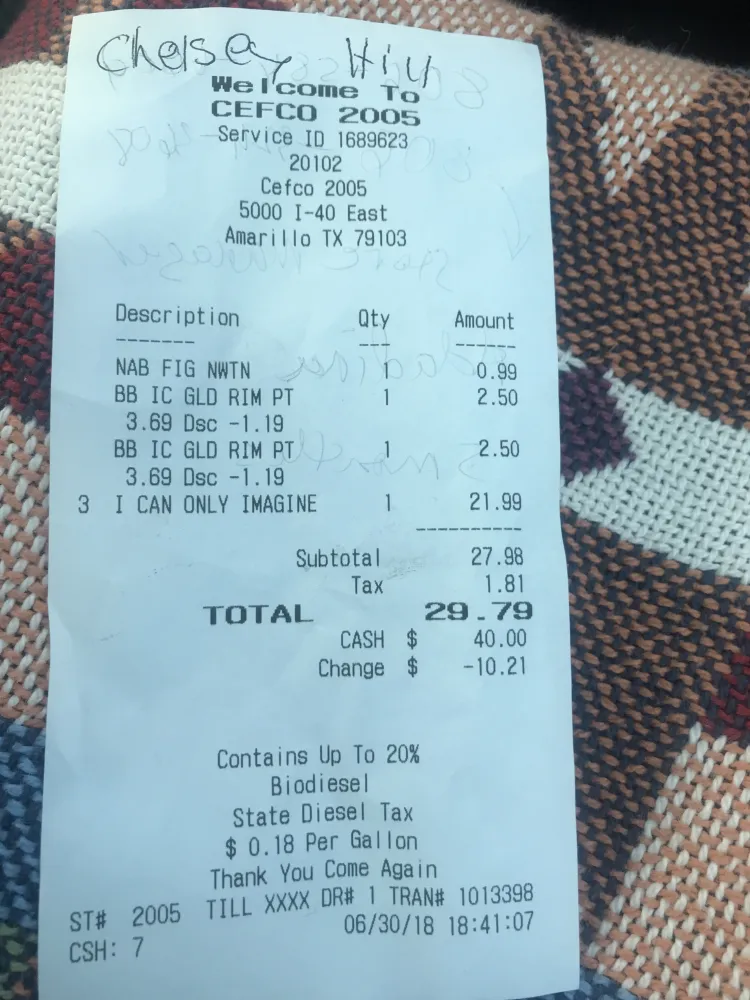 Chelsey Hill
Welcome To
CEFCO 2005
Service ID 1689623
20102
Cefco 2005
5000 I-40 East
Amarillo TX 79103
Description Qty Amount
------- --- ------
NAB FIG NWTN 1 0.99
BB IC GLD RIM PT 1 2.50
3.69 Dsc -1.19
BB IC GLD RIM PT 1 2.50
3.69 Dsc -1.19
3 I CAN ONLY IMAGINE 1 21.99
----------
Subtotal 27.98
Tax 1.81
TOTAL 29.79
CASH $ 40.00
Change $ -10.21
Contains Up To 20%
Biodiesel
State Diesel Tax
$ 0.18 Per Gallon
Thank You Come Again
ST# 2005 TILL XXXX DR# 1 TRAN# 1013398
CSH: 7 06/30/18 18:41:07